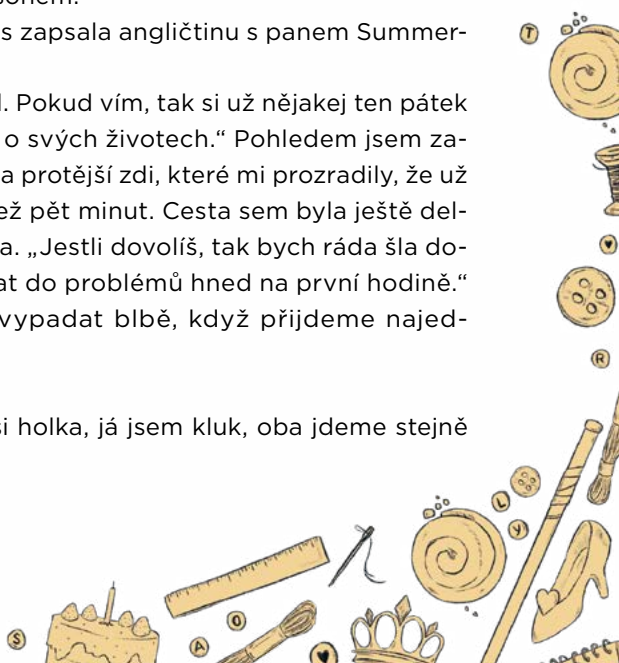 s zapsala angličtinu s panem Summer-
l. Pokud vím, tak si už nějakej ten pátek
o svých životech.“ Pohledem jsem za-
a protější zdi, které mi prozradily, že už
ež pět minut. Cesta sem byla ještě del-
a. „Jestli dovolíš, tak bych ráda šla do-
at do problémů hned na první hodině.“
vypadat blbě, když přijdeme najed-
si holka, já jsem kluk, oba jdeme stejně
T
R
L
Y
O
A
S